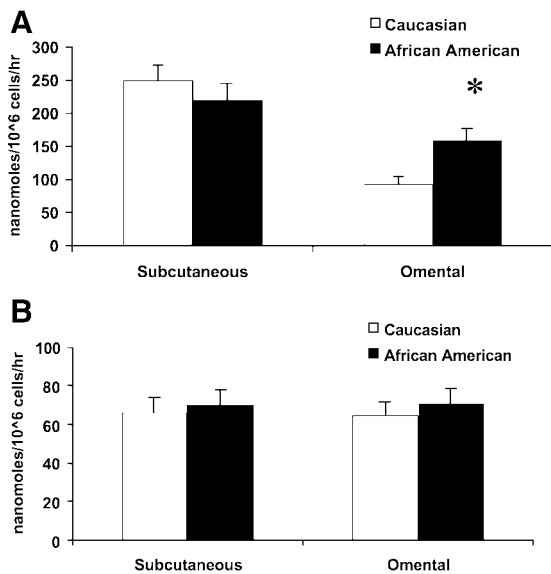 A
Caucasian
African American
*
nanomoles/10^6 cells/hr
300
250
200
150
100
50
0
Subcutaneous Omental
B
Caucasian
African American
nanomoles/10^6 cells/hr
100
80
60
40
20
0
Subcutaneous Omental